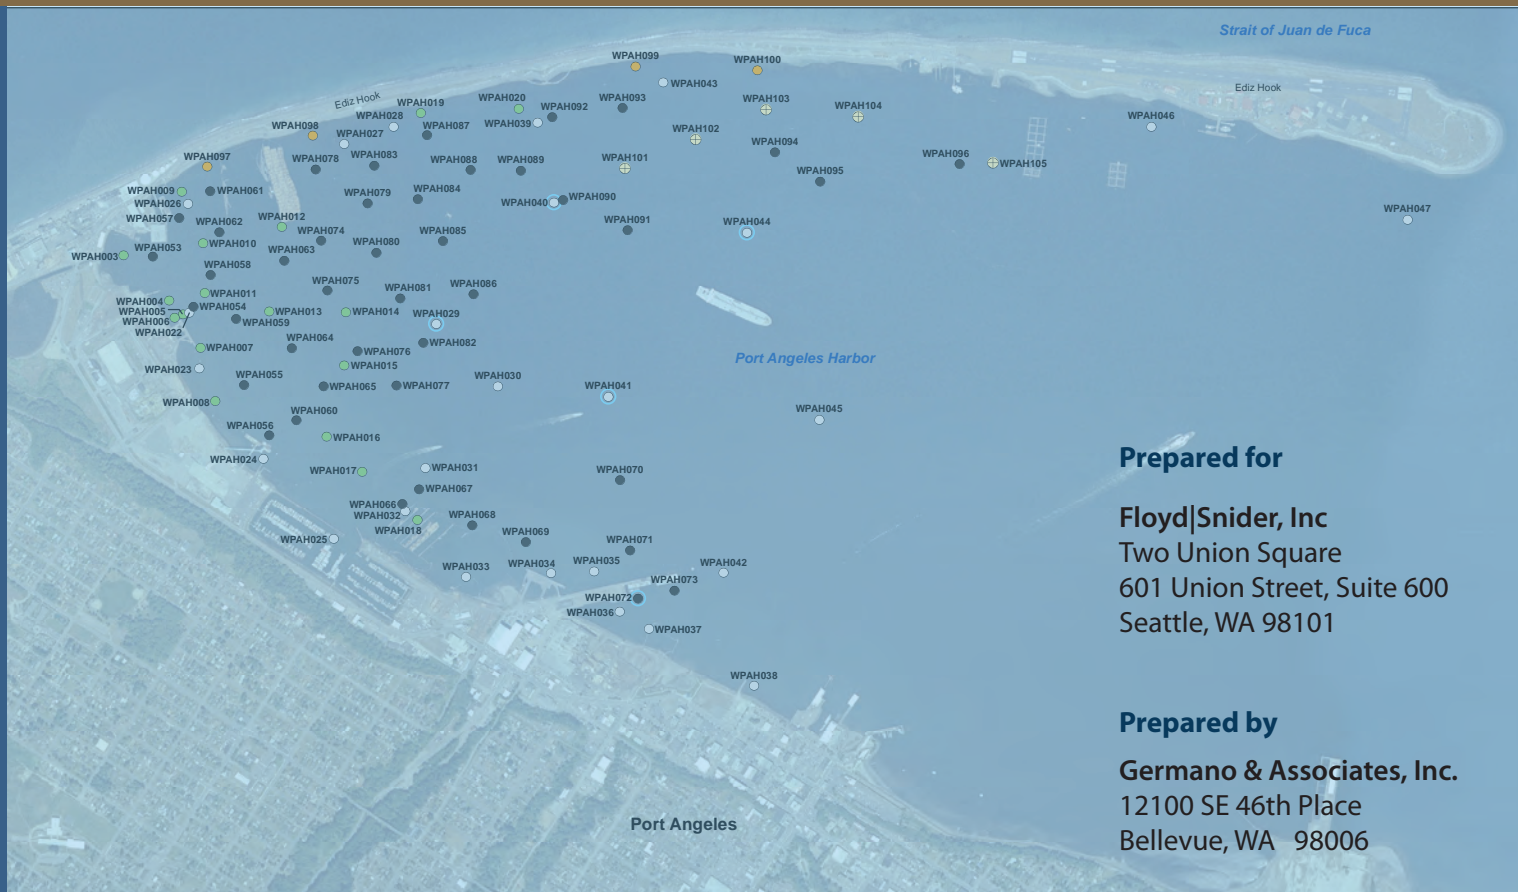 Strait of Juan de Fuca
WPAH099
WPAH100
WPAH043
Ediz Hook
Ediz Hook
WPAH019
WPAH020
WPAH092
WPAH093
WPAH103
WPAH104
WPAH028
WPAH039
WPAH046
WPAH098
WPAH027
WPAH087
WPAH102
WPAH094
WPAH097
WPAH078
WPAH083
WPAH088
WPAH089
WPAH101
WPAH095
WPAH096
WPAH105
WPAH009
WPAH061
WPAH026
WPAH079
WPAH084
WPAH040
WPAH090
WPAH057
WPAH062
WPAH012
WPAH091
WPAH044
WPAH047
WPAH003
WPAH053
WPAH010
WPAH063
WPAH074
WPAH080
WPAH085
WPAH058
WPAH075
WPAH081
WPAH086
WPAH004
WPAH011
WPAH005
WPAH054
WPAH006
WPAH022
WPAH059
WPAH013
WPAH014
WPAH029
WPAH007
WPAH064
WPAH076
WPAH082
Port Angeles Harbor
WPAH023
WPAH055
WPAH015
WPAH065
WPAH077
WPAH030
WPAH041
WPAH008
WPAH060
WPAH045
WPAH056
WPAH016
WPAH024
WPAH017
WPAH031
WPAH070
WPAH067
WPAH066
WPAH032
WPAH018
WPAH068
WPAH025
WPAH069
WPAH071
WPAH033
WPAH034
WPAH035
WPAH042
WPAH073
WPAH072
WPAH036
WPAH037
WPAH038
Port Angeles
Prepared for
Floyd|Snider, Inc
Two Union Square
601 Union Street, Suite 600
Seattle, WA 98101
Prepared by
Germano & Associates, Inc.
12100 SE 46th Place
Bellevue, WA 98006